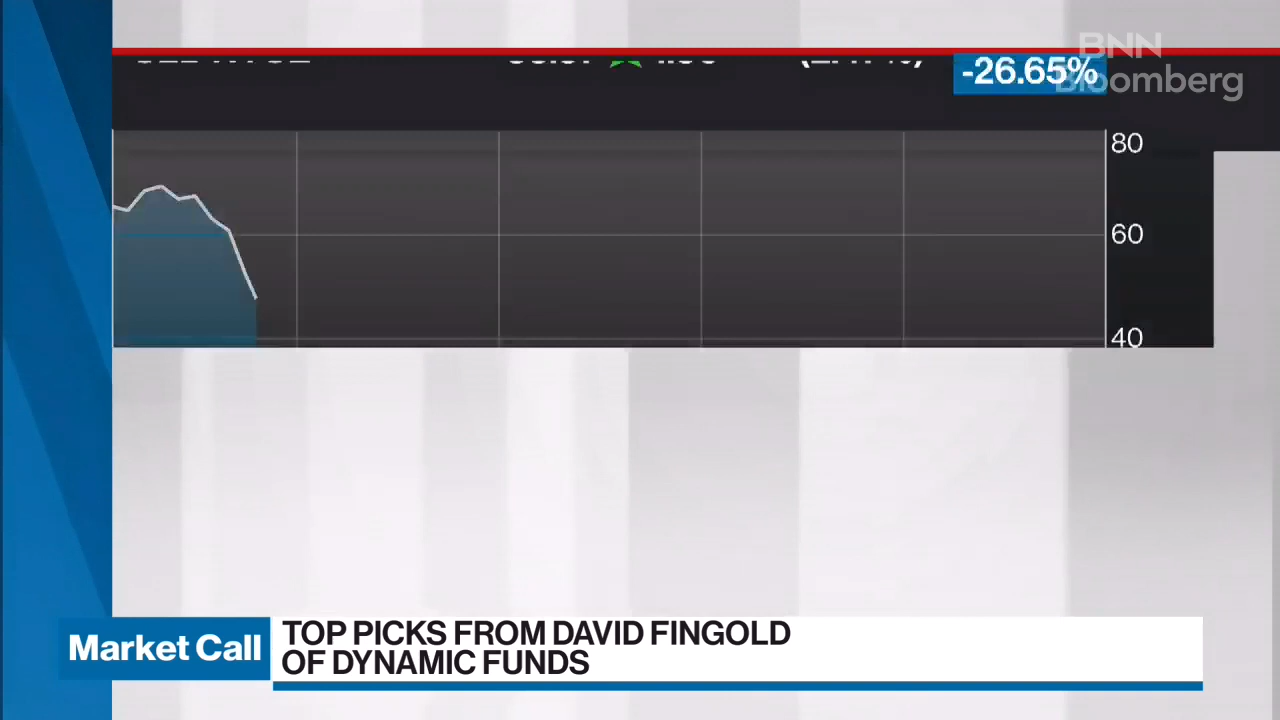 BNN
Bloomberg
-26.65%
80
60
40
Market Call
TOP PICKS FROM DAVID FINGOLD
OF DYNAMIC FUNDS